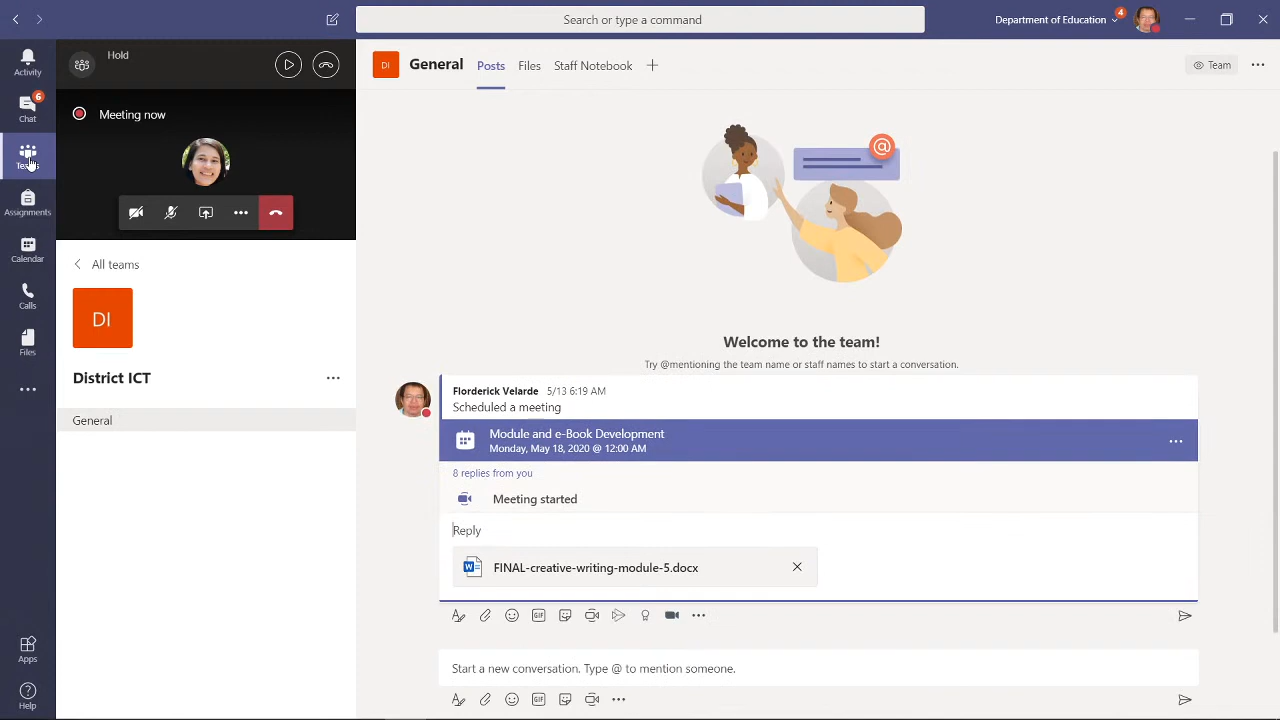 Search or type a command
Department of Education
4
Activity
6
Chat
Assignments
Calendar
Calls
Files
Apps
Help
Hold
Meeting now
All teams
DI
District ICT
General
DI
General
Posts
Files
Staff Notebook
Team
@
Welcome to the team!
Try @mentioning the team name or staff names to start a conversation.
Florderick Velarde 5/13 6:19 AM
Scheduled a meeting
Module and e-Book Development
Monday, May 18, 2020 @ 12:00 AM
8 replies from you
Meeting started
Reply
W
FINAL-creative-writing-module-5.docx
GIF
Start a new conversation. Type @ to mention someone.
GIF